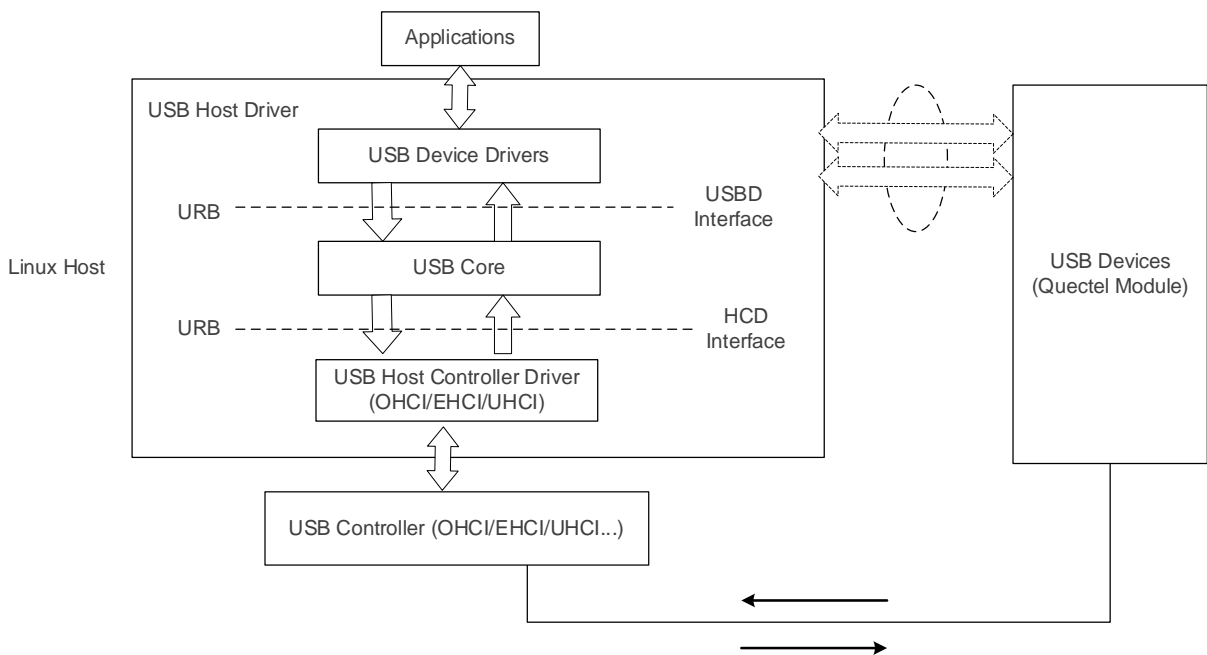 Applications
USB Host Driver
USB Device Drivers
URB
USBD
Interface
USB Core
Linux Host
USB Devices
(Quectel Module)
URB
HCD
Interface
USB Host Controller Driver
(OHCI/EHCI/UHCI)
USB Controller (OHCI/EHCI/UHCI...)